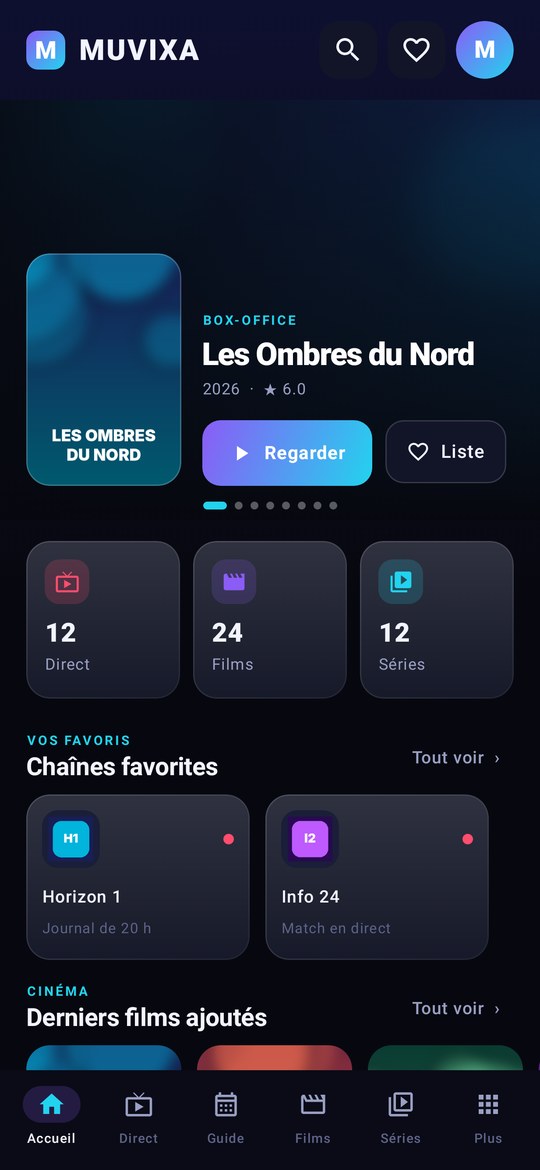 M MUVIXA M
LES OMBRES
DU NORD
BOX-OFFICE
Les Ombres du Nord
2026 · ★ 6.0
Regarder Liste
12 24 12
Direct Films Séries
VOS FAVORIS
Chaînes favorites
Tout voir ›
H1 I2
Horizon 1 Info 24
Journal de 20 h Match en direct
CINÉMA
Derniers films ajoutés
Tout voir ›
Accueil Direct Guide Films Séries Plus